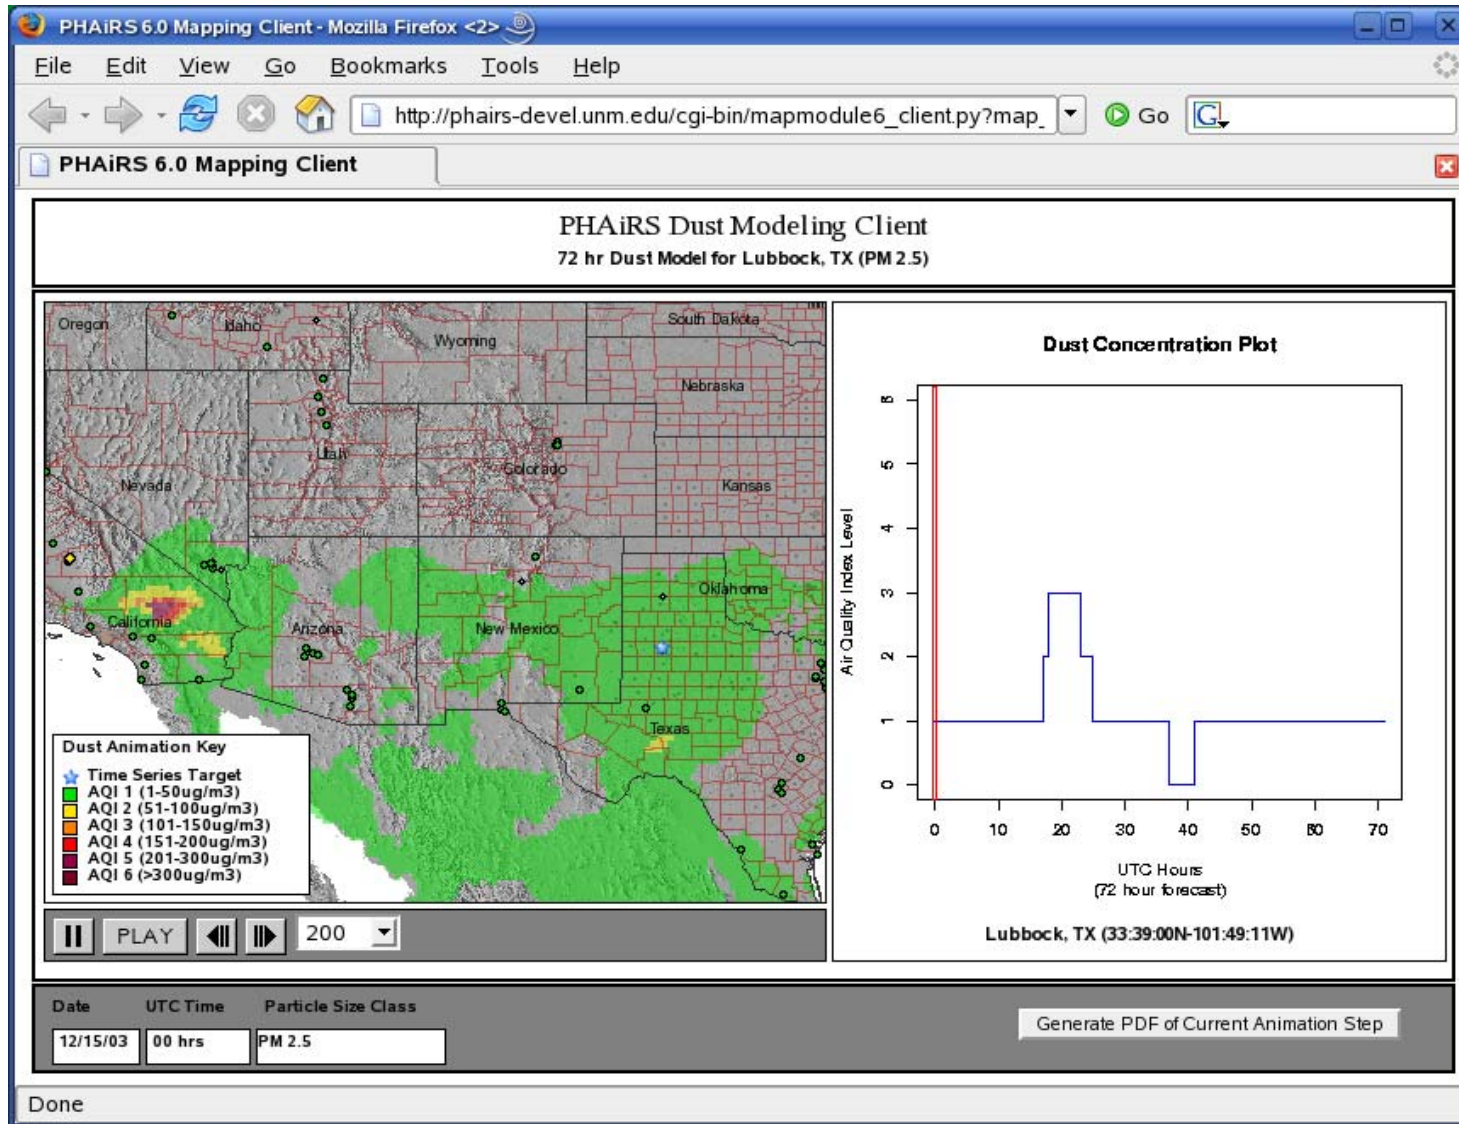 PHAiRS 6.0 Mapping Client - Mozilla Firefox <2>
File Edit View Go Bookmarks Tools Help
http://phairs-devel.unm.edu/cgi-bin/mapmodule6_client.py?map_ Go G
PHAiRS 6.0 Mapping Client
PHAiRS Dust Modeling Client
72 hr Dust Model for Lubbock, TX (PM 2.5)
Oregon
Idaho
Wyoming
South Dakota
Nebraska
Utah
Colorado
Nevada
Kansas
Oklahoma
California
Arizona
New Mexico
Texas
Dust Animation Key
Time Series Target
AQI 1 (1-50ug/m3)
AQI 2 (51-100ug/m3)
AQI 3 (101-150ug/m3)
AQI 4 (151-200ug/m3)
AQI 5 (201-300ug/m3)
AQI 6 (>300ug/m3)
PLAY 200
Dust Concentration Plot
Air Quality Index Level
6
5
4
3
2
1
0
0 10 20 30 40 50 60 70
UTC Hours
(72 hour forecast)
Lubbock, TX (33:39:00N-101:49:11W)
Date UTC Time Particle Size Class
12/15/03 00 hrs PM 2.5
Generate PDF of Current Animation Step
Done